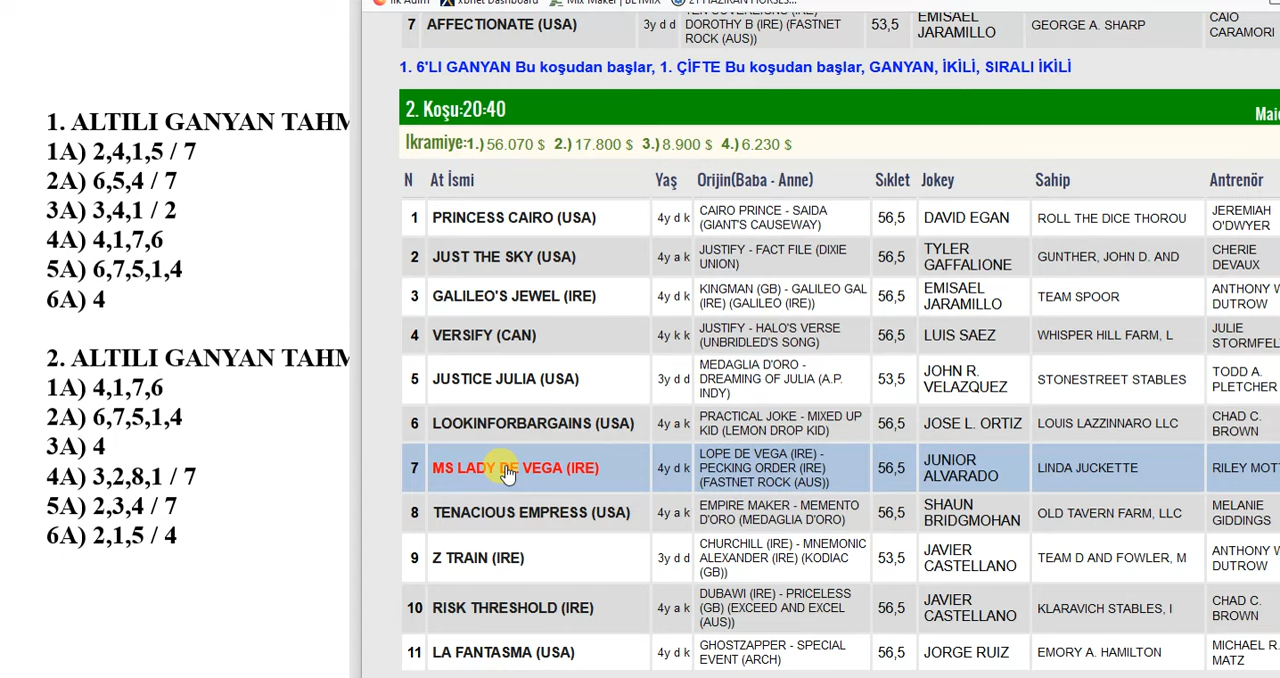 İlk Adım
xbnet Dashboard
Mix Maker | BETMIX
21 HAZİRAN HORSES...
1. ALTILI GANYAN TAHM
1A) 2,4,1,5 / 7
2A) 6,5,4 / 7
3A) 3,4,1 / 2
4A) 4,1,7,6
5A) 6,7,5,1,4
6A) 4
2. ALTILI GANYAN TAHM
1A) 4,1,7,6
2A) 6,7,5,1,4
3A) 4
4A) 3,2,8,1 / 7
5A) 2,3,4 / 7
6A) 2,1,5 / 4
7 AFFECTIONATE (USA) 3y d d DOROTHY B (IRE) (FASTNET ROCK (AUS)) 53,5 EMISAEL JARAMILLO GEORGE A. SHARP CAIO CARAMORI
1. 6'LI GANYAN Bu koşudan başlar, 1. ÇİFTE Bu koşudan başlar, GANYAN, İKİLİ, SIRALI İKİLİ
2. Koşu:20:40 Mai
Ikramiye:1.) 56.070 $ 2.) 17.800 $ 3.) 8.900 $ 4.) 6.230 $
N At İsmi Yaş Orijin(Baba - Anne) Sıklet Jokey Sahip Antrenör
1 PRINCESS CAIRO (USA) 4y d k CAIRO PRINCE - SAIDA (GIANT'S CAUSEWAY) 56,5 DAVID EGAN ROLL THE DICE THOROU JEREMIAH O'DWYER
2 JUST THE SKY (USA) 4y a k JUSTIFY - FACT FILE (DIXIE UNION) 56,5 TYLER GAFFALIONE GUNTHER, JOHN D. AND CHERIE DEVAUX
3 GALILEO'S JEWEL (IRE) 4y d k KINGMAN (GB) - GALILEO GAL (IRE) (GALILEO (IRE)) 56,5 EMISAEL JARAMILLO TEAM SPOOR ANTHONY W DUTROW
4 VERSIFY (CAN) 4y k k JUSTIFY - HALO'S VERSE (UNBRIDLED'S SONG) 56,5 LUIS SAEZ WHISPER HILL FARM, L JULIE STORMFEL
5 JUSTICE JULIA (USA) 3y d d MEDAGLIA D'ORO - DREAMING OF JULIA (A.P. INDY) 53,5 JOHN R. VELAZQUEZ STONESTREET STABLES TODD A. PLETCHER
6 LOOKINFORBARGAINS (USA) 4y a k PRACTICAL JOKE - MIXED UP KID (LEMON DROP KID) 56,5 JOSE L. ORTIZ LOUIS LAZZINNARO LLC CHAD C. BROWN
7 MS LADY DE VEGA (IRE) 4y d k LOPE DE VEGA (IRE) - PECKING ORDER (IRE) (FASTNET ROCK (AUS)) 56,5 JUNIOR ALVARADO LINDA JUCKETTE RILEY MOT
8 TENACIOUS EMPRESS (USA) 4y a k EMPIRE MAKER - MEMENTO D'ORO (MEDAGLIA D'ORO) 56,5 SHAUN BRIDGMOHAN OLD TAVERN FARM, LLC MELANIE GIDDINGS
9 Z TRAIN (IRE) 3y d d CHURCHILL (IRE) - MNEMONIC ALEXANDER (IRE) (KODIAC (GB)) 53,5 JAVIER CASTELLANO TEAM D AND FOWLER, M ANTHONY W DUTROW
10 RISK THRESHOLD (IRE) 4y a k DUBAWI (IRE) - PRICELESS (GB) (EXCEED AND EXCEL (AUS)) 56,5 JAVIER CASTELLANO KLARAVICH STABLES, I CHAD C. BROWN
11 LA FANTASMA (USA) 4y d k GHOSTZAPPER - SPECIAL EVENT (ARCH) 56,5 JORGE RUIZ EMORY A. HAMILTON MICHAEL R. MATZ